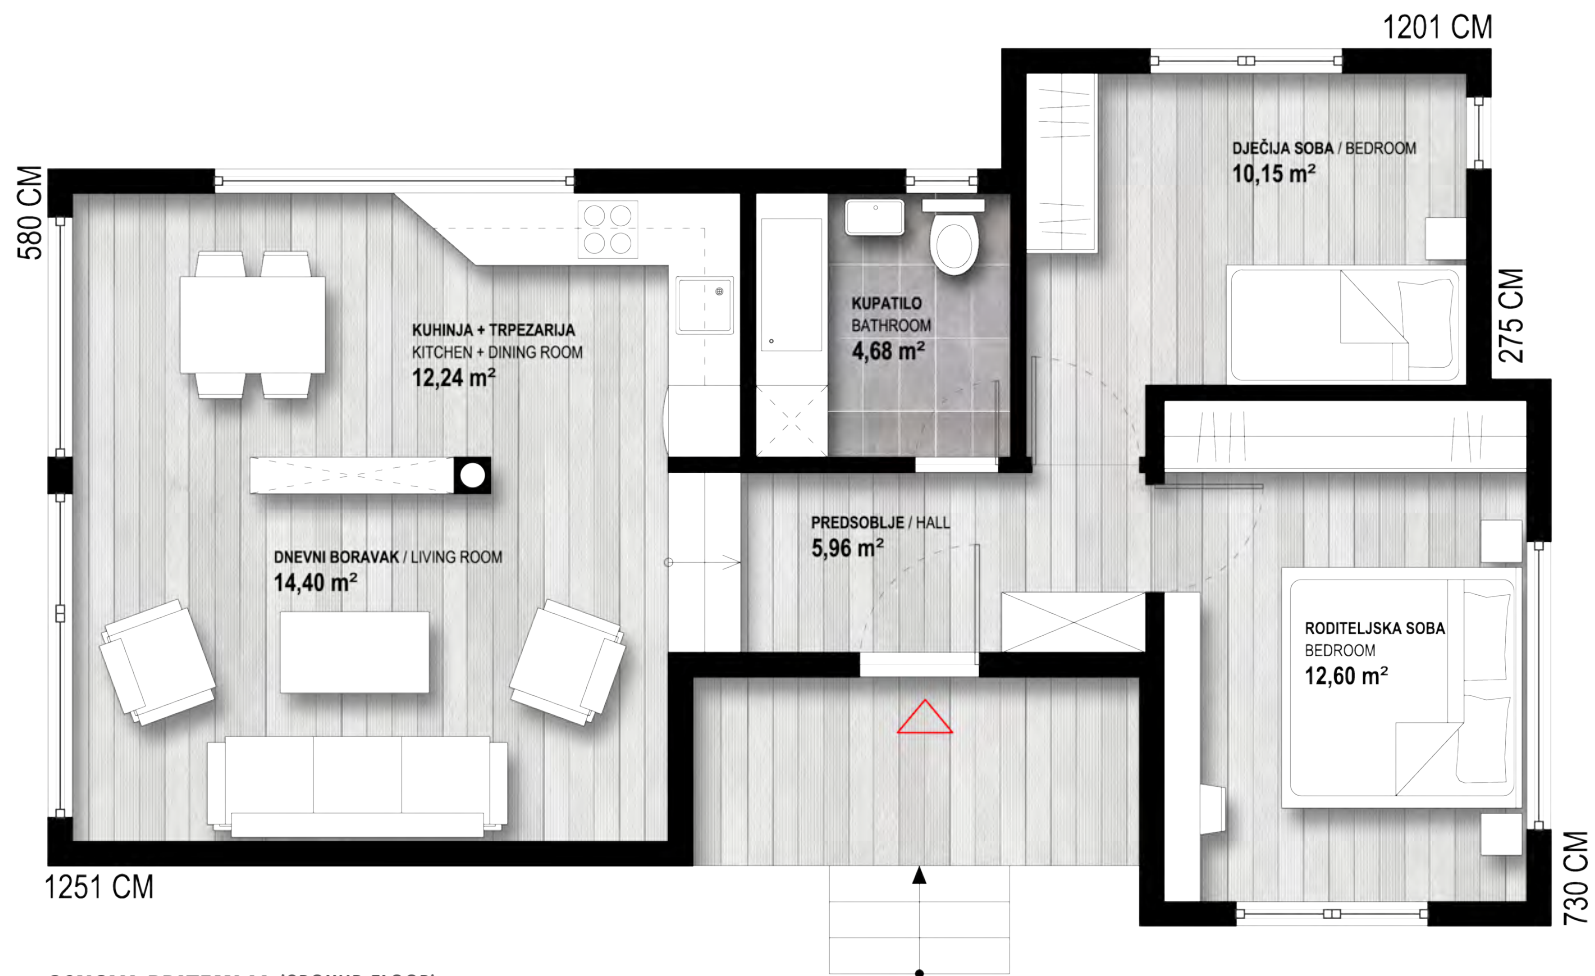 1201 CM
580 CM
DJEČIJA SOBA / BEDROOM
10,15 m²
275 CM
KUPATILO
BATHROOM
4,68 m²
KUHINJA + TRPEZARIJA
KITCHEN + DINING ROOM
12,24 m²
PREDSOBLJE / HALL
5,96 m²
DNEVNI BORAVAK / LIVING ROOM
14,40 m²
RODITELJSKA SOBA
BEDROOM
12,60 m²
1251 CM
730 CM
(GROUND FLOOR)